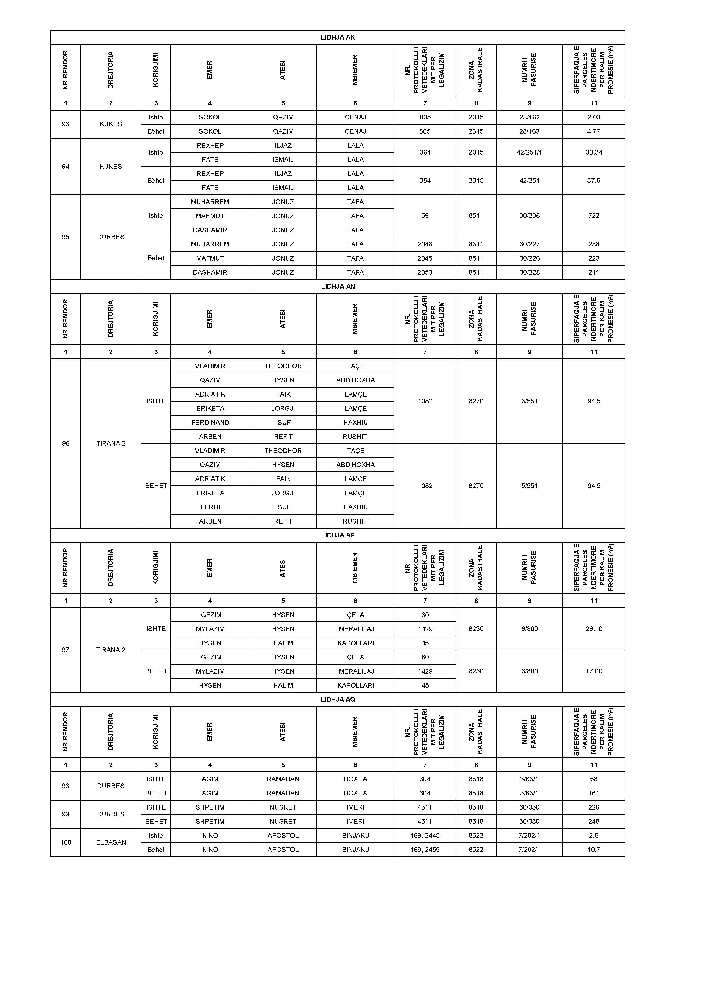 LIDHJA AK
NR.RENDOR DREJTORIA KORIGJIMI EMER ATESI MBIEMER NR. PROTOKOLLI I VETEDEKLARI MIT PER LEGALIZIM ZONA KADASTRALE NUMRI I PASURISE SIPERFAQJA E PARCELES NDERTIMORE PER KALIM PRONESIE (m²)
1 2 3 4 5 6 7 8 9 11
93 KUKES Ishte SOKOL QAZIM CENAJ 805 2315 28/162 2.03
Bëhet SOKOL QAZIM CENAJ 805 2315 28/163 4.77
94 KUKES Ishte REXHEP ILJAZ LALA 364 2315 42/251/1 30.34
FATE ISMAIL LALA
Bëhet REXHEP ILJAZ LALA 364 2315 42/251 37.6
FATE ISMAIL LALA
95 DURRES Ishte MUHARREM JONUZ TAFA 59 8511 30/236 722
MAHMUT JONUZ TAFA
DASHAMIR JONUZ TAFA
Behet MUHARREM JONUZ TAFA 2046 8511 30/227 288
MAFMUT JONUZ TAFA 2045 8511 30/226 223
DASHAMIR JONUZ TAFA 2053 8511 30/228 211
LIDHJA AN
NR.RENDOR DREJTORIA KORIGJIMI EMER ATESI MBIEMER NR. PROTOKOLLI I VETEDEKLARI MIT PER LEGALIZIM ZONA KADASTRALE NUMRI I PASURISE SIPERFAQJA E PARCELES NDERTIMORE PER KALIM PRONESIE (m²)
1 2 3 4 5 6 7 8 9 11
96 TIRANA 2 ISHTE VLADIMIR THEODHOR TAÇE 1082 8270 5/551 94.5
QAZIM HYSEN ABDIHOXHA
ADRIATIK FAIK LAMÇE
ERIKETA JORGJI LAMÇE
FERDINAND ISUF HAXHIU
ARBEN REFIT RUSHITI
BEHET VLADIMIR THEODHOR TAÇE 1082 8270 5/551 94.5
QAZIM HYSEN ABDIHOXHA
ADRIATIK FAIK LAMÇE
ERIKETA JORGJI LAMÇE
FERDI ISUF HAXHIU
ARBEN REFIT RUSHITI
LIDHJA AP
NR.RENDOR DREJTORIA KORIGJIMI EMER ATESI MBIEMER NR. PROTOKOLLI I VETEDEKLARI MIT PER LEGALIZIM ZONA KADASTRALE NUMRI I PASURISE SIPERFAQJA E PARCELES NDERTIMORE PER KALIM PRONESIE (m²)
1 2 3 4 5 6 7 8 9 11
97 TIRANA 2 ISHTE GEZIM HYSEN ÇELA 80 8230 6/800 26.10
MYLAZIM HYSEN IMERALILAJ 1429
HYSEN HALIM KAPOLLARI 45
BEHET GEZIM HYSEN ÇELA 80 8230 6/800 17.00
MYLAZIM HYSEN IMERALILAJ 1429
HYSEN HALIM KAPOLLARI 45
LIDHJA AQ
NR.RENDOR DREJTORIA KORIGJIMI EMER ATESI MBIEMER NR. PROTOKOLLI I VETEDEKLARI MIT PER LEGALIZIM ZONA KADASTRALE NUMRI I PASURISE SIPERFAQJA E PARCELES NDERTIMORE PER KALIM PRONESIE (m²)
1 2 3 4 5 6 7 8 9 11
98 DURRES ISHTE AGIM RAMADAN HOXHA 304 8518 3/65/1 58
BEHET AGIM RAMADAN HOXHA 304 8518 3/65/1 161
99 DURRES ISHTE SHPETIM NUSRET IMERI 4511 8518 30/330 226
BEHET SHPETIM NUSRET IMERI 4511 8518 30/330 248
100 ELBASAN Ishte NIKO APOSTOL BINJAKU 169, 2445 8522 7/202/1 2.6
Behet NIKO APOSTOL BINJAKU 169, 2455 8522 7/202/1 10.7